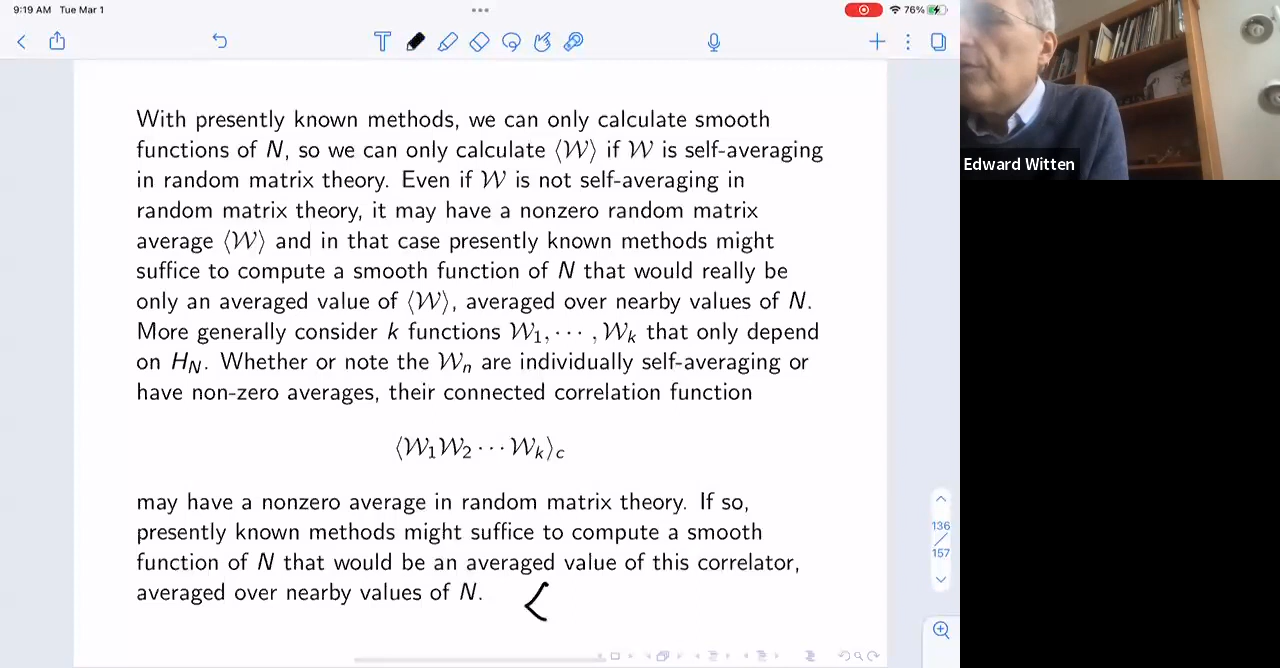 9:19 AM Tue Mar 1
76%
With presently known methods, we can only calculate smooth
functions of N, so we can only calculate ⟨𝒲⟩ if 𝒲 is self-averaging
in random matrix theory. Even if 𝒲 is not self-averaging in
random matrix theory, it may have a nonzero random matrix
average ⟨𝒲⟩ and in that case presently known methods might
suffice to compute a smooth function of N that would really be
only an averaged value of ⟨𝒲⟩, averaged over nearby values of N.
More generally consider k functions 𝒲₁, ··· , 𝒲ₖ that only depend
on H_N. Whether or note the 𝒲ₙ are individually self-averaging or
have non-zero averages, their connected correlation function
⟨𝒲₁𝒲₂ ··· 𝒲ₖ⟩_c
may have a nonzero average in random matrix theory. If so,
presently known methods might suffice to compute a smooth
function of N that would be an averaged value of this correlator,
averaged over nearby values of N. ⟨
136
157
Edward Witten